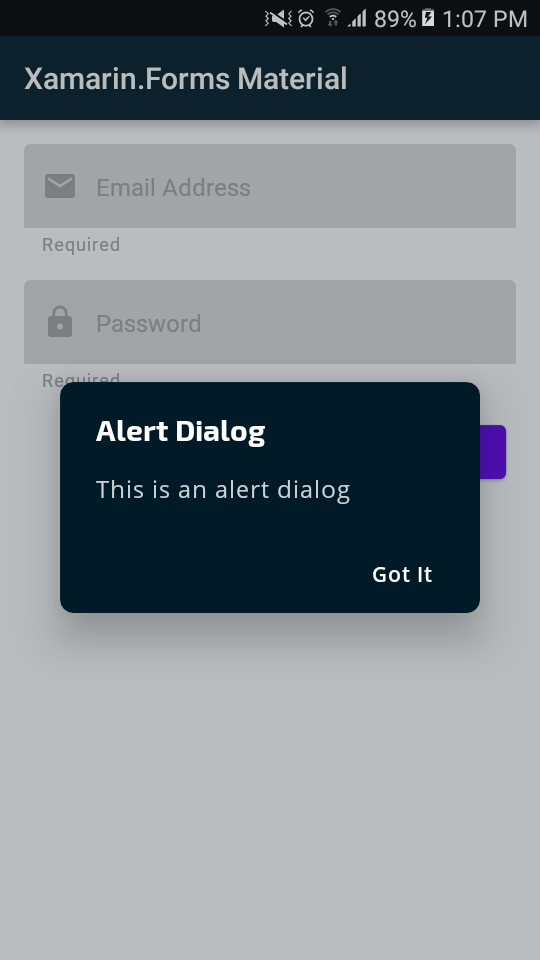 89% 1:07 PM
Xamarin.Forms Material
Email Address
Required
Password
Required
Alert Dialog
This is an alert dialog
Got It